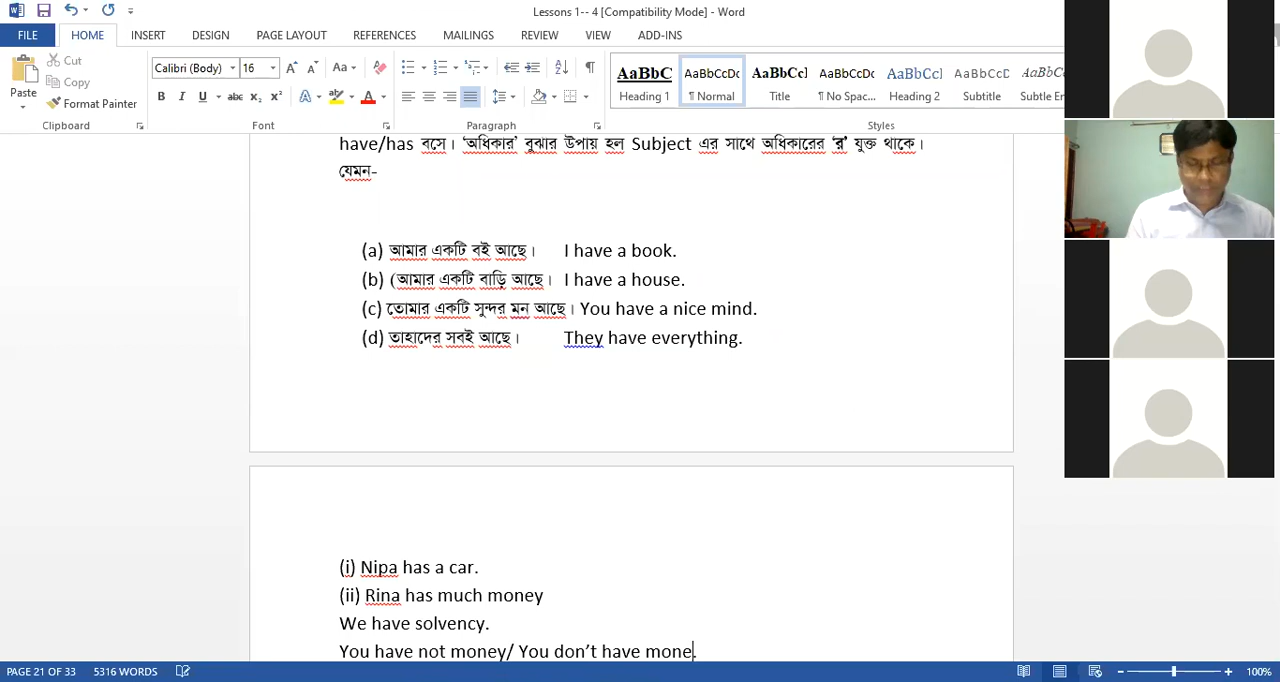 Lessons 1-- 4 [Compatibility Mode] - Word
FILE HOME INSERT DESIGN PAGE LAYOUT REFERENCES MAILINGS REVIEW VIEW ADD-INS
Cut
Copy
Format Painter
Paste
Clipboard
Calibri (Body) 16
Font
Paragraph
AaBbC AaBbCcDc AaBbCc] AaBbCcDc AaBbCc] AaBbCcD AaBbCcDc
Heading 1 ¶ Normal Title ¶ No Spac... Heading 2 Subtitle Subtle Em
Styles
have/has বসে। ‘অধিকার’ বুঝার উপায় হল Subject এর সাথে অধিকারের ‘র’ যুক্ত থাকে।
যেমন-
(a) আমার একটি বই আছে। I have a book.
(b) (আমার একটি বাড়ি আছে। I have a house.
(c) তোমার একটি সুন্দর মন আছে। You have a nice mind.
(d) তাহাদের সবই আছে। They have everything.
(i) Nipa has a car.
(ii) Rina has much money
We have solvency.
You have not money/ You don’t have mone.
PAGE 21 OF 33 5316 WORDS 100%